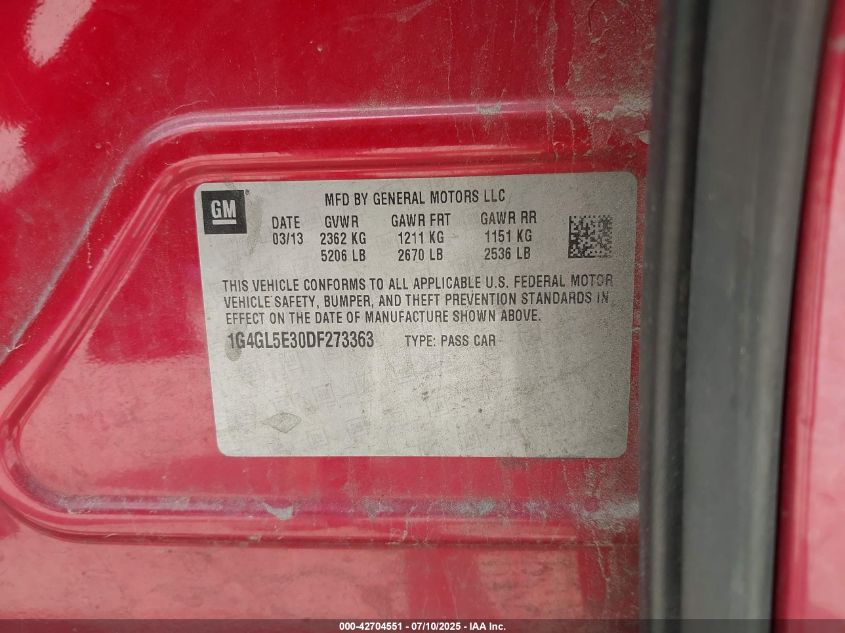 GM ®
MFD BY GENERAL MOTORS LLC
DATE GVWR GAWR FRT GAWR RR
03/13 2362 KG 1211 KG 1151 KG
5206 LB 2670 LB 2536 LB
THIS VEHICLE CONFORMS TO ALL APPLICABLE U.S. FEDERAL MOTOR
VEHICLE SAFETY, BUMPER, AND THEFT PREVENTION STANDARDS IN
EFFECT ON THE DATE OF MANUFACTURE SHOWN ABOVE.
1G4GL5E30DF273363 TYPE: PASS CAR
000-42704551 / 07/10/2025 - IAA Inc.